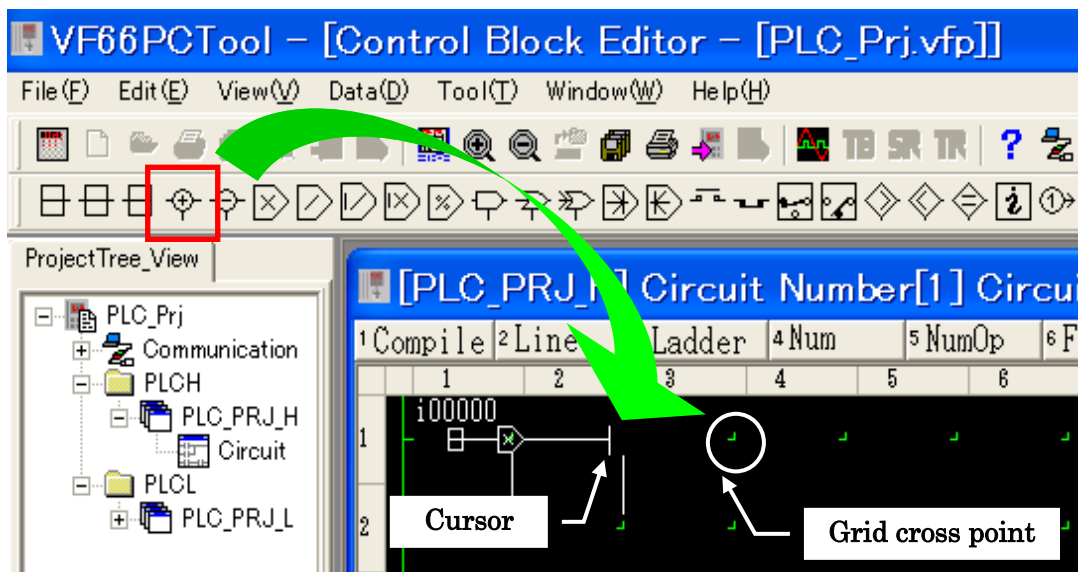 VF66PCTool - [Control Block Editor - [PLC_Prj.vfp]]
File(F) Edit(E) View(V) Data(D) Tool(T) Window(W) Help(H)
TB SR TR ?
ProjectTree_View
[PLC_PRJ_H] Circuit Number[1] Circui
PLC_Prj
Communication
PLCH
PLC_PRJ_H
Circuit
PLCL
PLC_PRJ_L
1Compile 2Line Ladder 4Num 5NumOp 6F
1 2 3 4 5 6
i00000
1
2
Cursor
Grid cross point